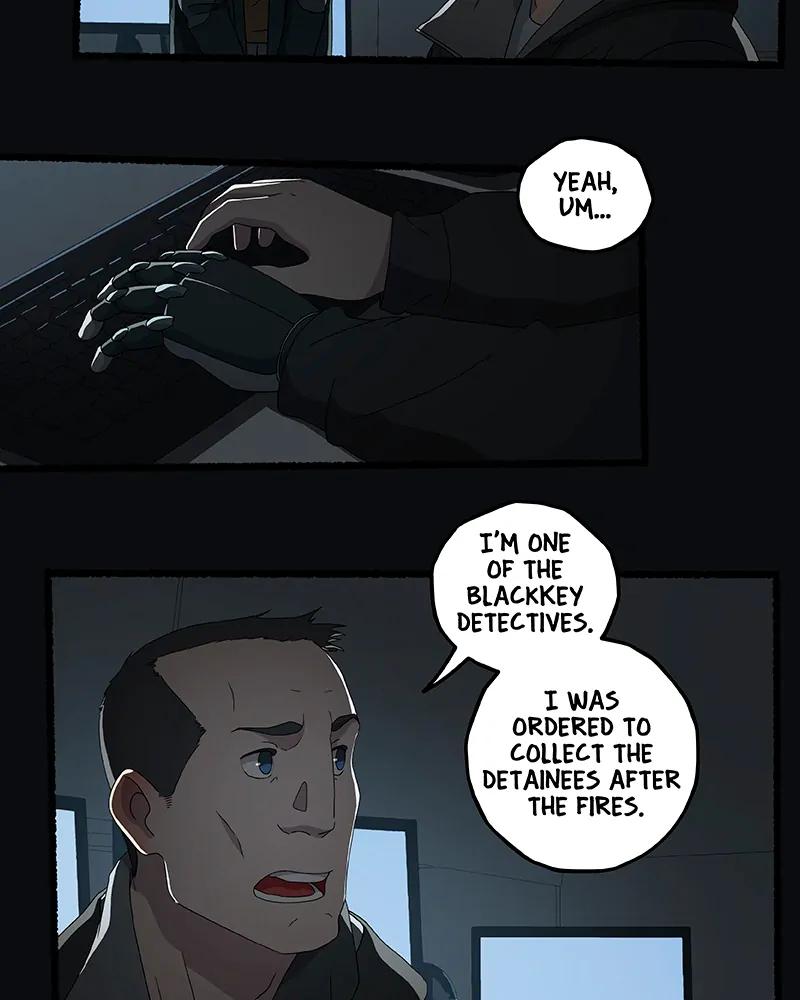 YEAH,
UM...
I'M ONE
OF THE
BLACKKEY
DETECTIVES.
I WAS
ORDERED TO
COLLECT THE
DETAINEES AFTER
THE FIRES.